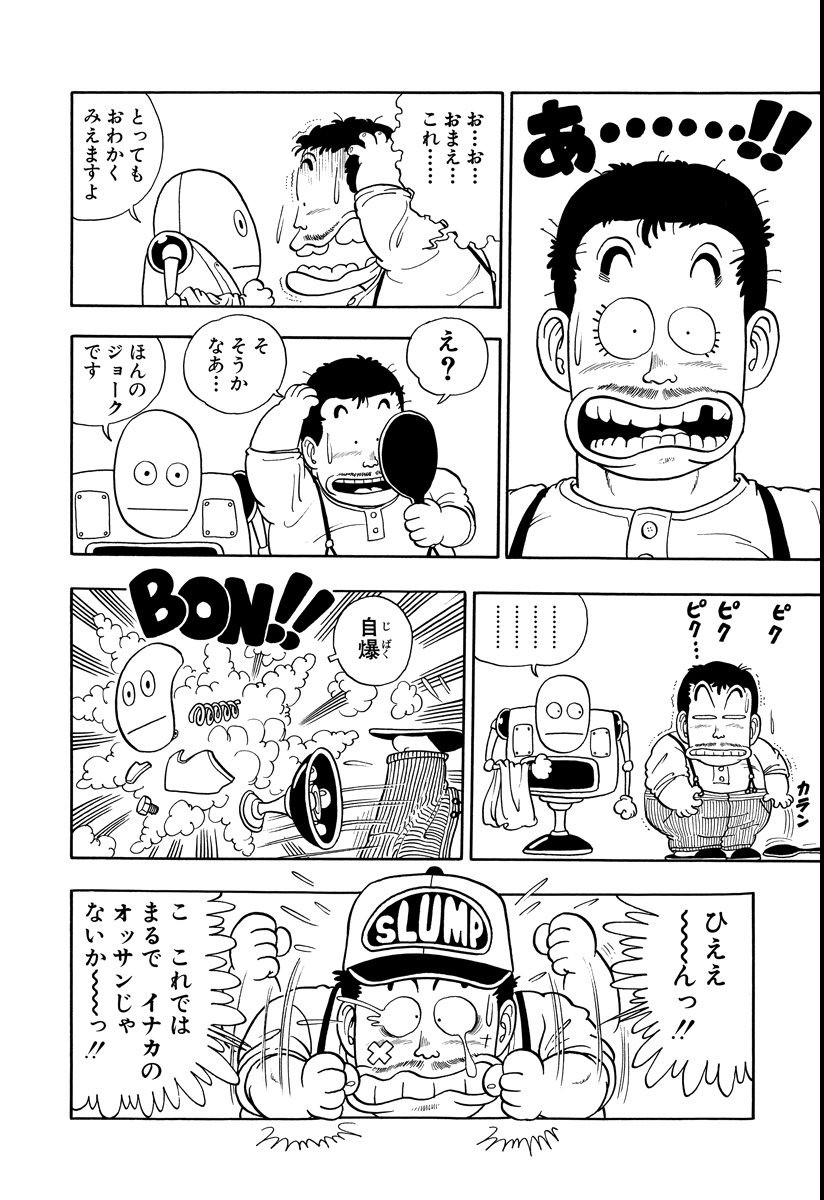 あ……!!
お…お…
おまえ…
これ……
とっても
おわかく
みえますよ
え？
そ
そうか
なあ…
ほんの
ジョーク
です
ピク
ピク
ピク…
カラン
………
………
自爆
じばく
BON!!
ひええ
〜〜〜んっ!!
SLUMP
こ これでは
まるで イナカの
オッサンじゃ
ないか〜〜っ!!